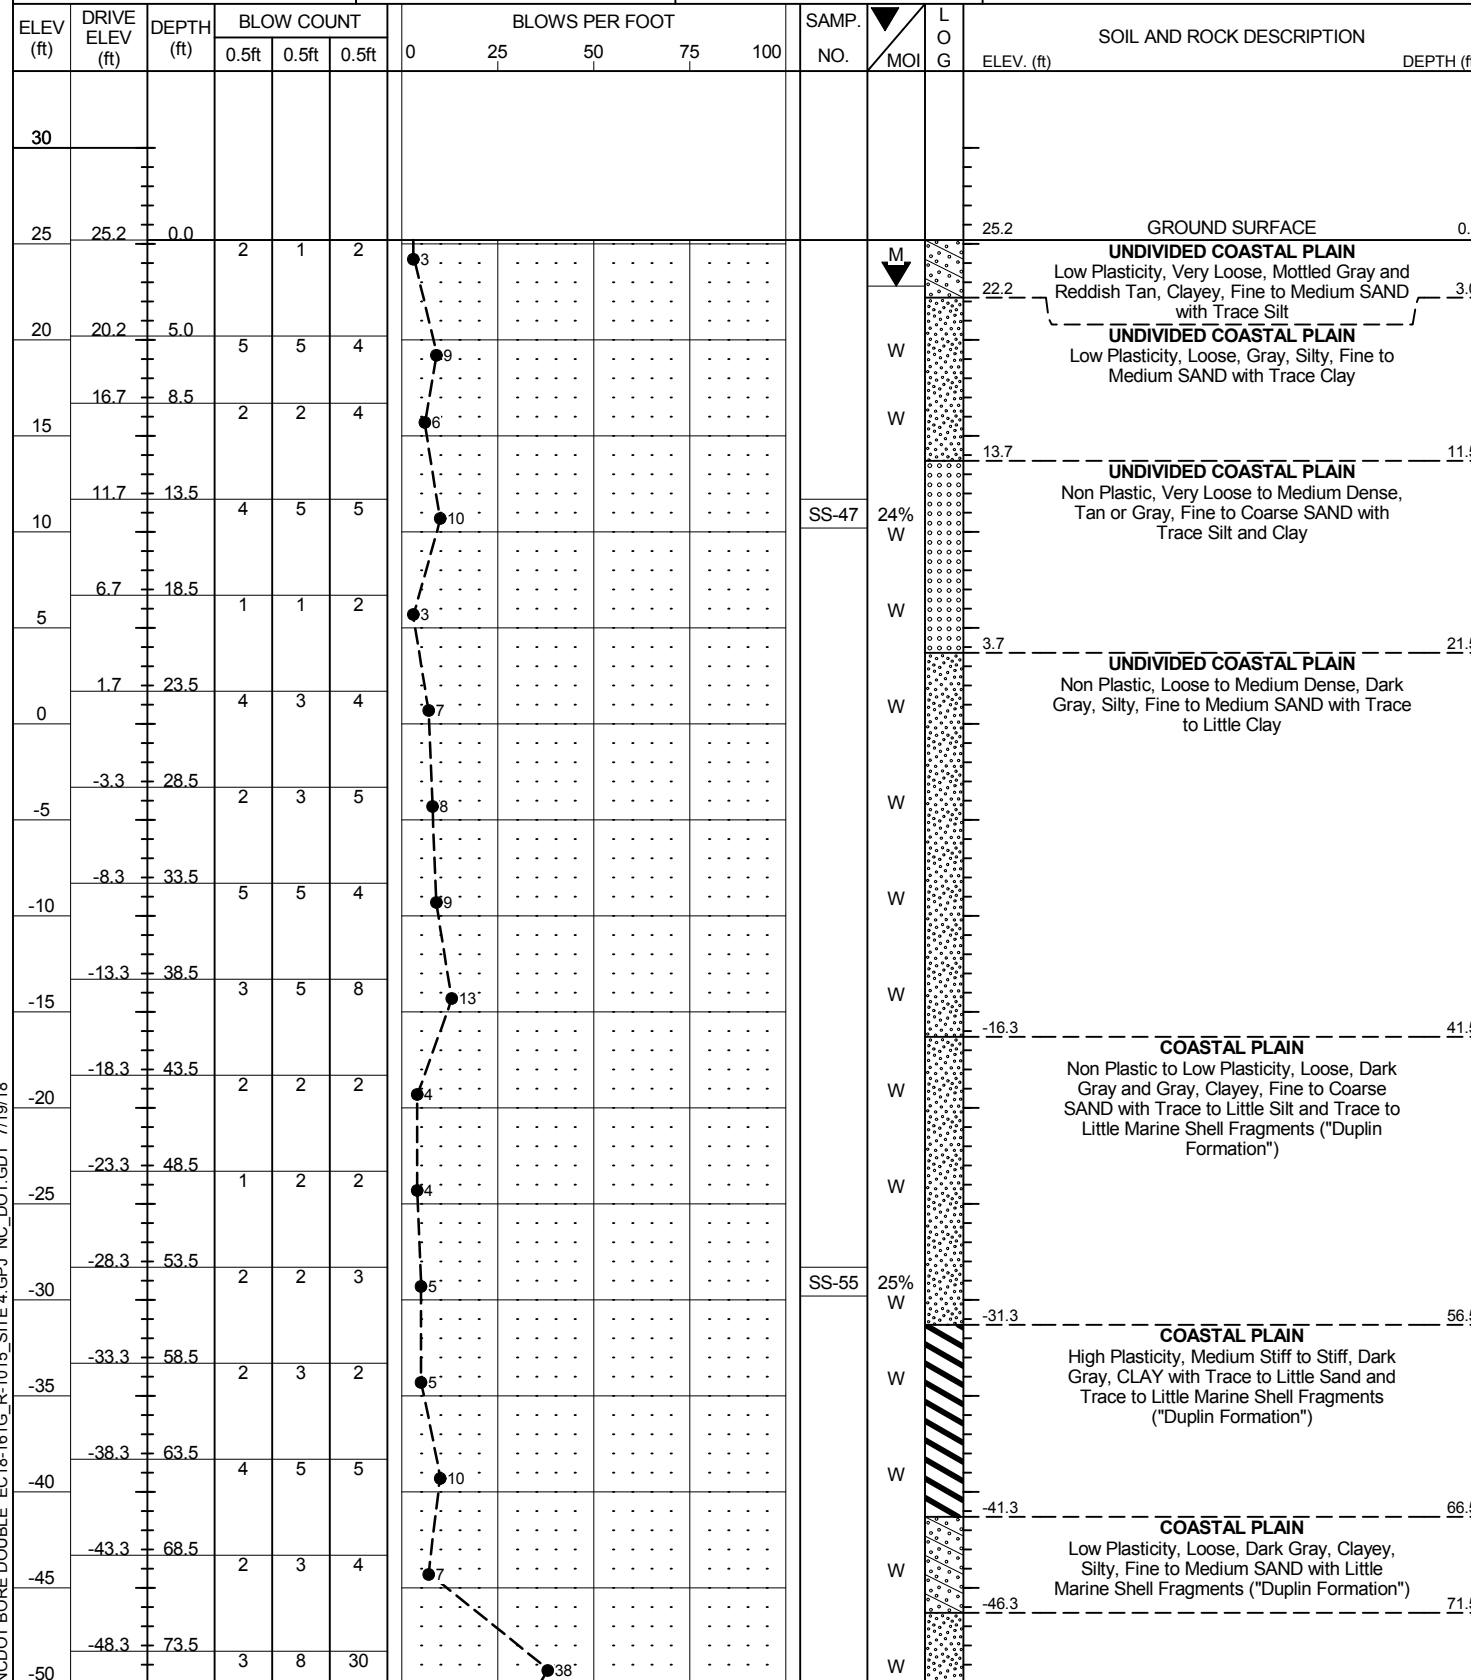 ELEV (ft) DRIVE ELEV (ft) DEPTH (ft) BLOW COUNT BLOWS PER FOOT SAMP. NO. MOI LOG SOIL AND ROCK DESCRIPTION
0.5ft 0.5ft 0.5ft 0 25 50 75 100 ELEV. (ft) DEPTH (ft
30
25 25.2 0.0 25.2 GROUND SURFACE 0.
2 1 2 3 M UNDIVIDED COASTAL PLAIN
Low Plasticity, Very Loose, Mottled Gray and
22.2 Reddish Tan, Clayey, Fine to Medium SAND 3.0
with Trace Silt
20 20.2 5.0 UNDIVIDED COASTAL PLAIN
5 5 4 9 W Low Plasticity, Loose, Gray, Silty, Fine to
Medium SAND with Trace Clay
16.7 8.5
15 2 2 4 6 W
13.7 11.5
UNDIVIDED COASTAL PLAIN
11.7 13.5 Non Plastic, Very Loose to Medium Dense,
10 4 5 5 10 SS-47 24% Tan or Gray, Fine to Coarse SAND with
W Trace Silt and Clay
6.7 18.5
5 1 1 2 3 W
3.7 21.5
UNDIVIDED COASTAL PLAIN
1.7 23.5 Non Plastic, Loose to Medium Dense, Dark
0 4 3 4 7 W Gray, Silty, Fine to Medium SAND with Trace
to Little Clay
-3.3 28.5
-5 2 3 5 8 W
-8.3 33.5
-10 5 5 4 9 W
-13.3 38.5
-15 3 5 8 13 W
-16.3 41.5
COASTAL PLAIN
-18.3 43.5 Non Plastic to Low Plasticity, Loose, Dark
-20 2 2 2 4 W Gray and Gray, Clayey, Fine to Coarse
SAND with Trace to Little Silt and Trace to
Little Marine Shell Fragments ("Duplin
Formation")
-23.3 48.5
-25 1 2 2 4 W
-28.3 53.5
-30 2 2 3 5 SS-55 25%
W
-31.3 56.5
COASTAL PLAIN
-33.3 58.5 High Plasticity, Medium Stiff to Stiff, Dark
-35 2 3 2 5 W Gray, CLAY with Trace to Little Sand and
Trace to Little Marine Shell Fragments
("Duplin Formation")
-38.3 63.5
-40 4 5 5 10 W
-41.3 66.5
COASTAL PLAIN
-43.3 68.5 Low Plasticity, Loose, Dark Gray, Clayey,
-45 2 3 4 7 W Silty, Fine to Medium SAND with Little
Marine Shell Fragments ("Duplin Formation")
-46.3 71.5
-48.3 73.5
-50 3 8 30 38 W
NCDOT BORE DOUBLE EC18-161G_R-1015_SITE 4.GPJ NC_DOT.GDT 7/19/18